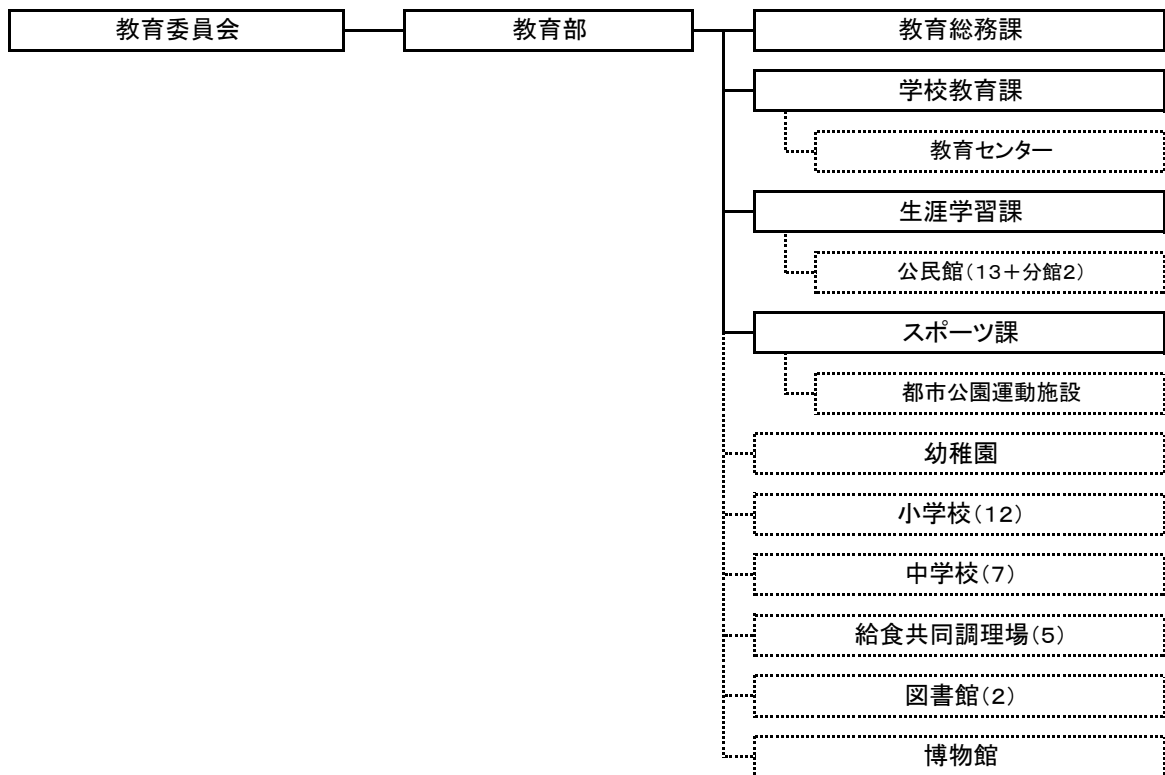 教育委員会
教育部
教育総務課
学校教育課
教育センター
生涯学習課
公民館(13+分館2)
スポーツ課
都市公園運動施設
幼稚園
小学校(12)
中学校(7)
給食共同調理場(5)
図書館(2)
博物館